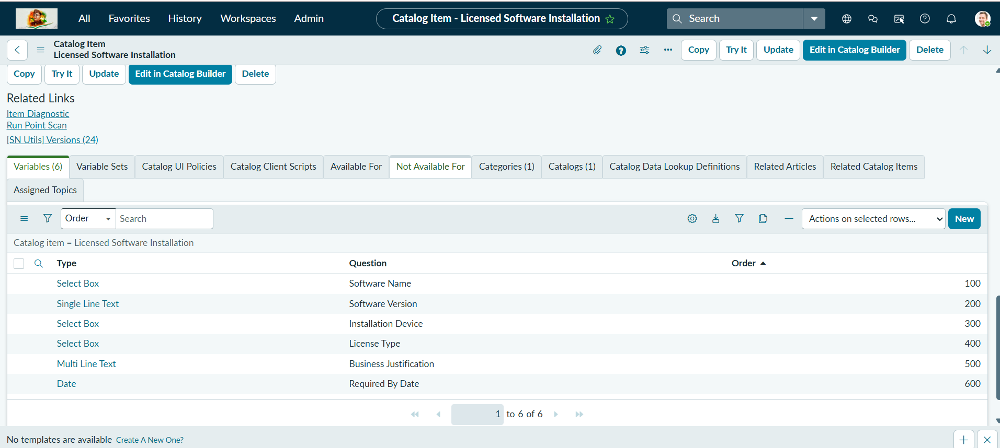 All Favorites History Workspaces Admin Catalog Item - Licensed Software Installation Search
Catalog Item
Licensed Software Installation
Copy Try It Update Edit in Catalog Builder Delete
Copy Try It Update Edit in Catalog Builder Delete
Related Links
Item Diagnostic
Run Point Scan
[SN Utils] Versions (24)
Variables (6) Variable Sets Catalog UI Policies Catalog Client Scripts Available For Not Available For Categories (1) Catalogs (1) Catalog Data Lookup Definitions Related Articles Related Catalog Items
Assigned Topics
Order Search Actions on selected rows... New
Catalog item = Licensed Software Installation
Type Question Order
Select Box Software Name 100
Single Line Text Software Version 200
Select Box Installation Device 300
Select Box License Type 400
Multi Line Text Business Justification 500
Date Required By Date 600
1 to 6 of 6
No templates are available Create A New One?